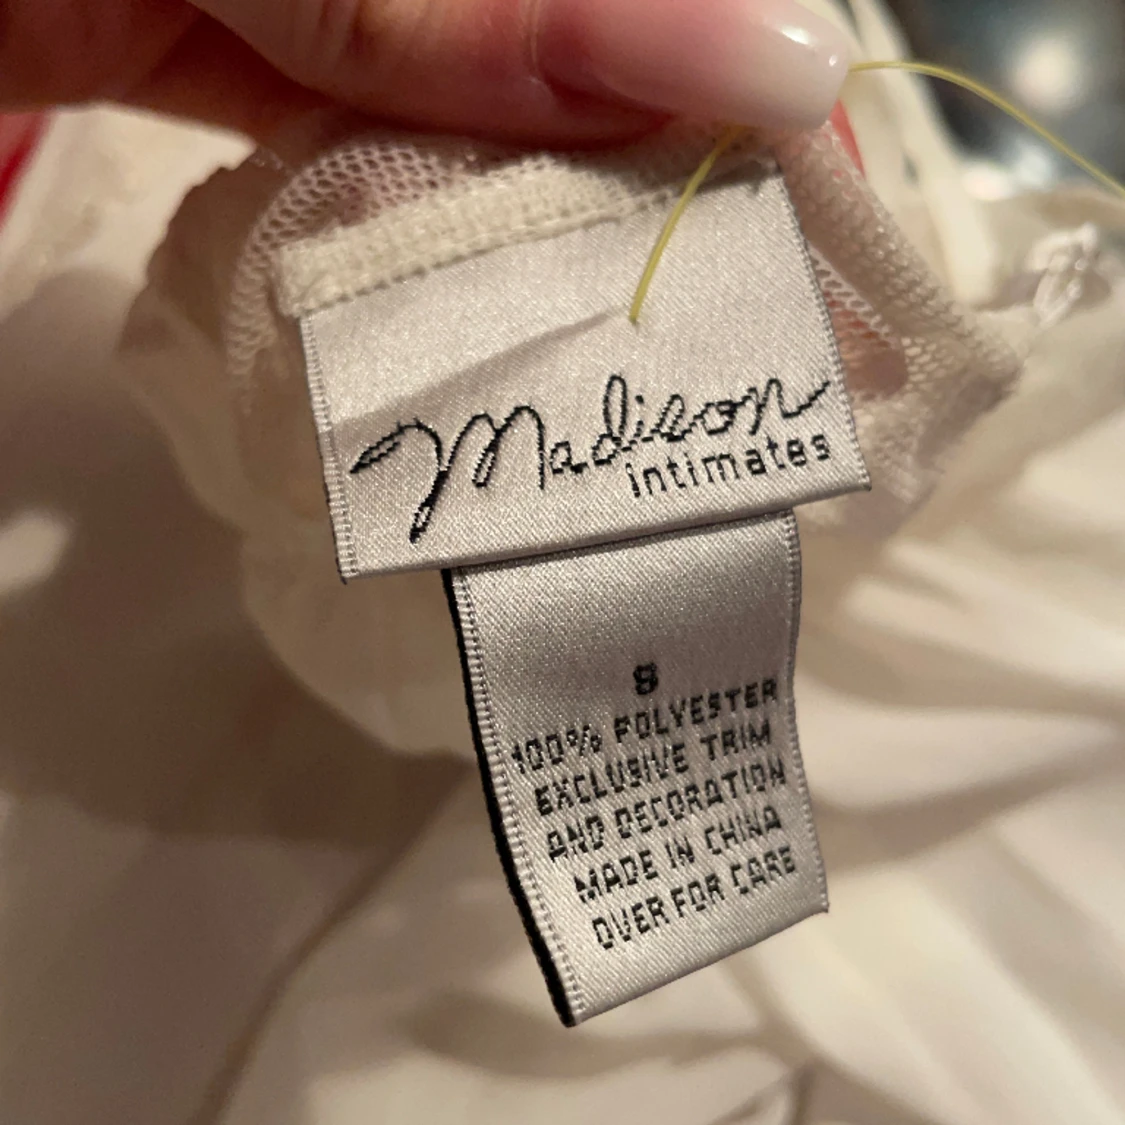 Madison
intimates
S
100% POLYESTER
EXCLUSIVE TRIM
AND DECORATION
MADE IN CHINA
OVER FOR CARE